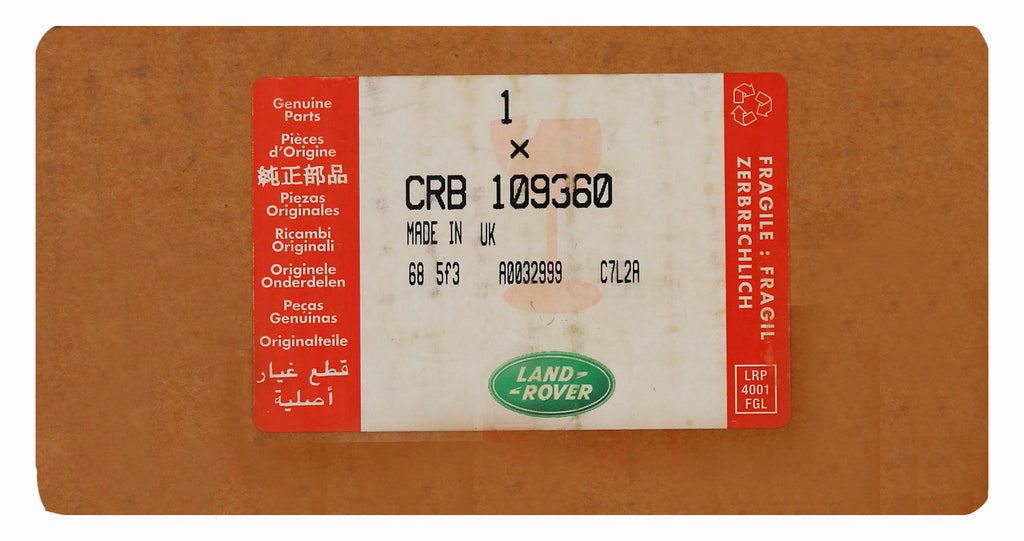 Genuine
Parts
Pièces
d'Origine
純正部品
Piezas
Originales
Ricambi
Originali
Originele
Onderdelen
Peças
Genuínas
Originalteile
قطع غيار
أصلية
1
×
CRB 109360
MADE IN UK
68 5f3 A0032999 C7L2A
LAND-
-ROVER
FRAGILE : FRAGIL
ZERBRECHLICH
LRP
4001
FGL